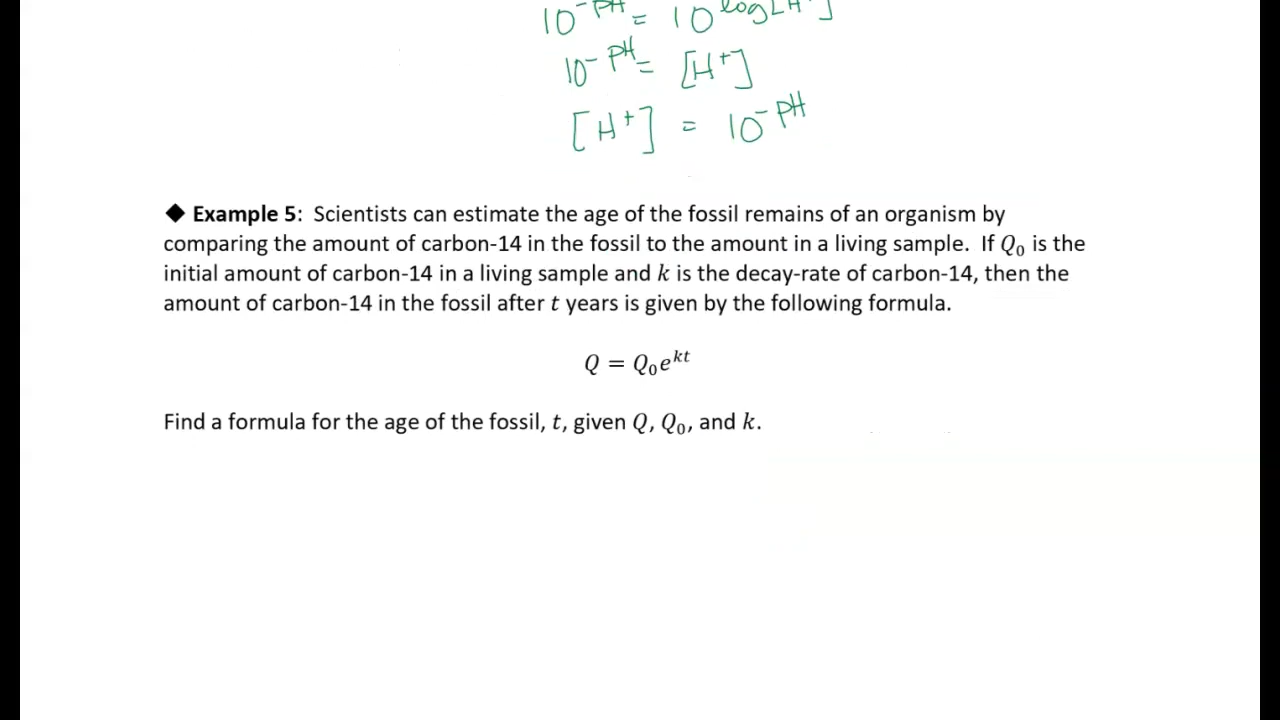 10^-PH = 10^log[H^+]
10^-PH = [H^+]
[H^+] = 10^-PH
◆ Example 5: Scientists can estimate the age of the fossil remains of an organism by
comparing the amount of carbon-14 in the fossil to the amount in a living sample. If Q₀ is the
initial amount of carbon-14 in a living sample and k is the decay-rate of carbon-14, then the
amount of carbon-14 in the fossil after t years is given by the following formula.
Q = Q₀e^kt
Find a formula for the age of the fossil, t, given Q, Q₀, and k.